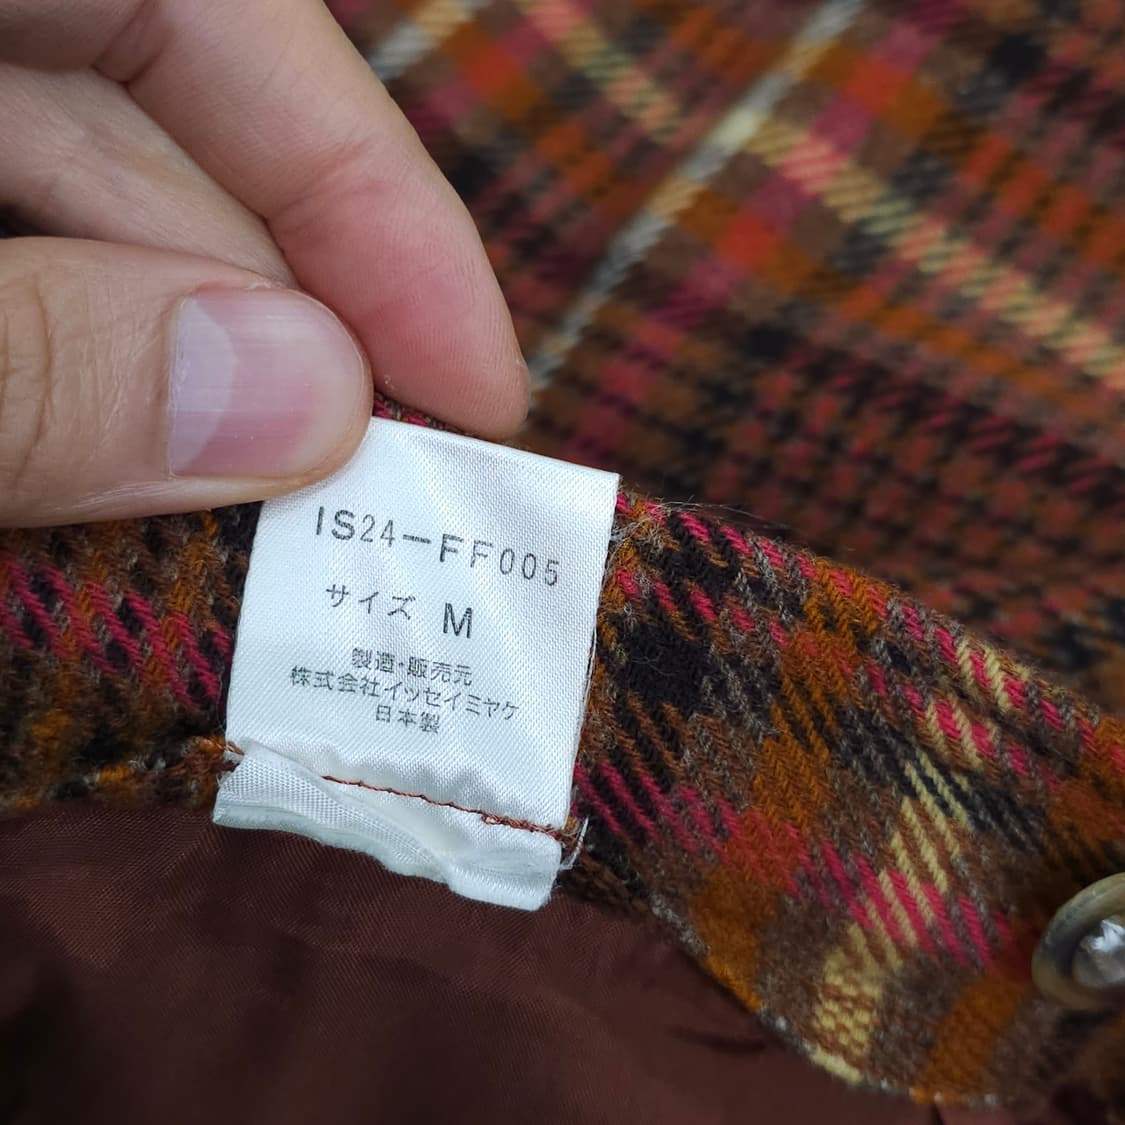 IS24-FF005
サイズ M
製造・販売元
株式会社イッセイミヤケ
日本製